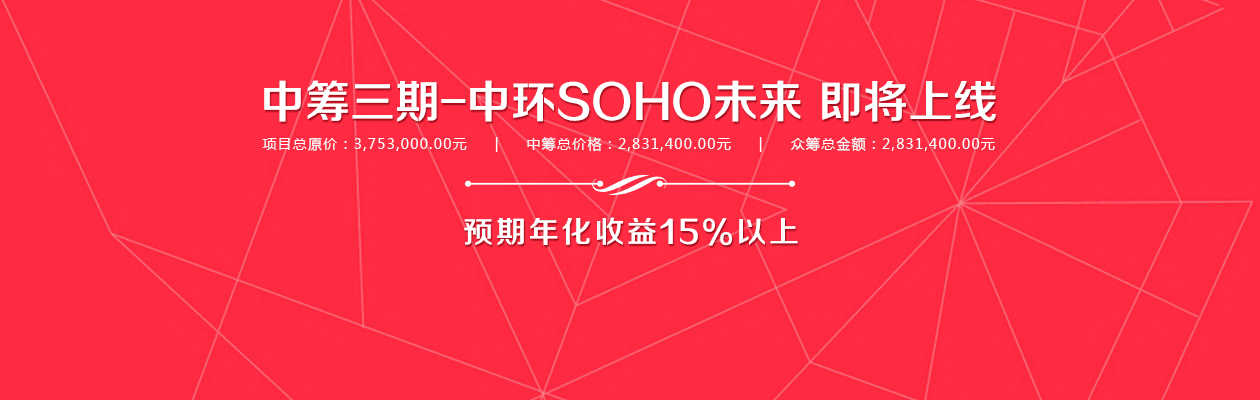 中筹三期-中环SOHO未来 即将上线
项目总原价：3,753,000.00元 | 中筹总价格：2,831,400.00元 | 众筹总金额：2,831,400.00元
预期年化收益15%以上